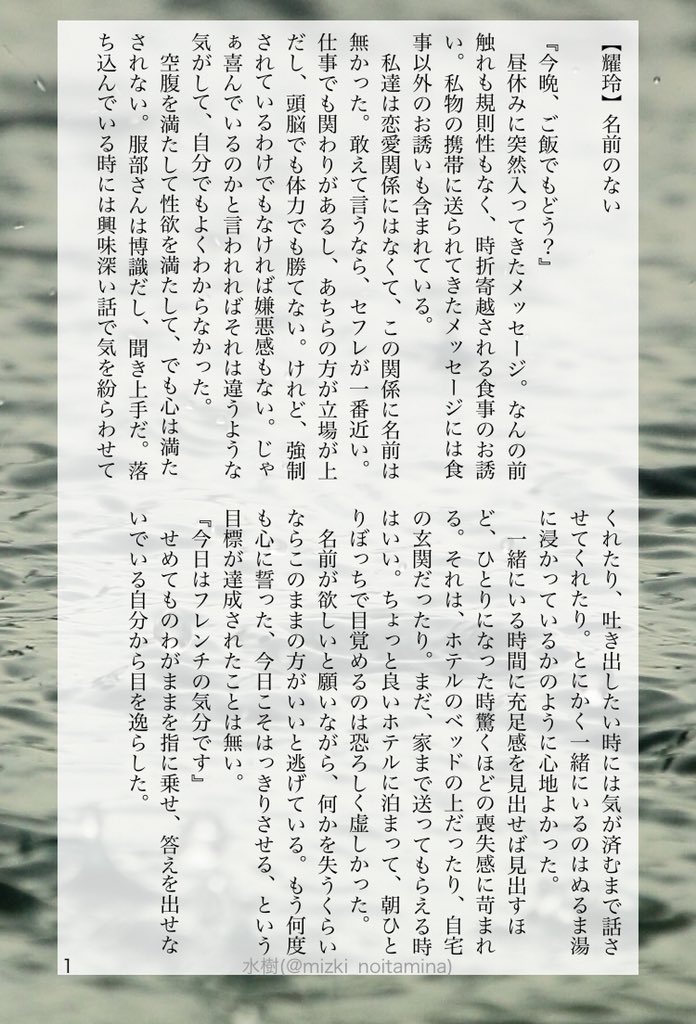 【耀玲】名前のない
『今晩、ご飯でもどう？』
　昼休みに突然入ってきたメッセージ。なんの前
触れも規則性もなく、時折寄越される食事のお誘
い。私物の携帯に送られてきたメッセージには食
事以外のお誘いも含まれている。
　私達は恋愛関係にはなくて、この関係に名前は
無かった。敢えて言うなら、セフレが一番近い。
仕事でも関わりがあるし、あちらの方が立場が上
だし、頭脳でも体力でも勝てない。けれど、強制
されているわけでもなければ嫌悪感もない。じゃ
ぁ喜んでいるのかと言われればそれは違うような
気がして、自分でもよくわからなかった。
　空腹を満たして性欲を満たして、でも心は満た
されない。服部さんは博識だし、聞き上手だ。落
ち込んでいる時には興味深い話で気を紛らわせて
くれたり、吐き出したい時には気が済むまで話さ
せてくれたり。とにかく一緒にいるのはぬるま湯
に浸かっているかのように心地よかった。
　一緒にいる時間に充足感を見出せば見出すほ
ど、ひとりになった時驚くほどの喪失感に苛まれ
る。それは、ホテルのベッドの上だったり、自宅
の玄関だったり。まだ、家まで送ってもらえる時
はいい。ちょっと良いホテルに泊まって、朝ひと
りぼっちで目覚めるのは恐ろしく虚しかった。
　名前が欲しいと願いながら、何かを失うくらい
ならこのままの方がいいと逃げている。もう何度
も心に誓った、今日こそはっきりさせる、という
目標が達成されたことは無い。
『今日はフレンチの気分です』
　せめてものわがままを指に乗せ、答えを出せな
いでいる自分から目を逸らした。
1
水樹(@mizki_noitamina)